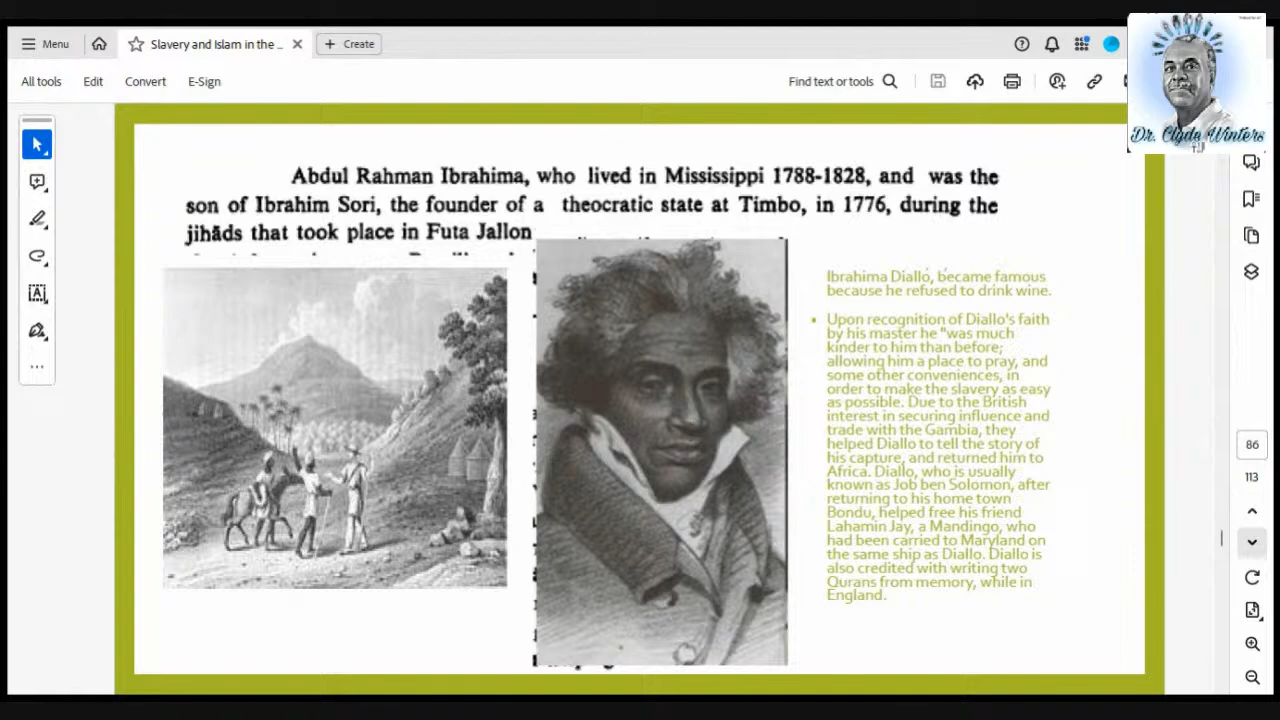 Menu
Slavery and Islam in the ...
Create
All tools
Edit
Convert
E-Sign
Find text or tools
Dr. Clyde Winters
Abdul Rahman Ibrahima, who lived in Mississippi 1788-1828, and was the
son of Ibrahim Sori, the founder of a theocratic state at Timbo, in 1776, during the
jihāds that took place in Futa Jallon
Ibrahima Diallo, became famous
because he refused to drink wine.
• Upon recognition of Diallo's faith
by his master he "was much
kinder to him than before;
allowing him a place to pray, and
some other conveniences, in
order to make the slavery as easy
as possible. Due to the British
interest in securing influence and
trade with the Gambia, they
helped Diallo to tell the story of
his capture, and returned him to
Africa. Diallo, who is usually
known as Job ben Solomon, after
returning to his home town
Bondu, helped free his friend
Lahamin Jay, a Mandingo, who
had been carried to Maryland on
the same ship as Diallo. Diallo is
also credited with writing two
Qurans from memory, while in
England.
86
113